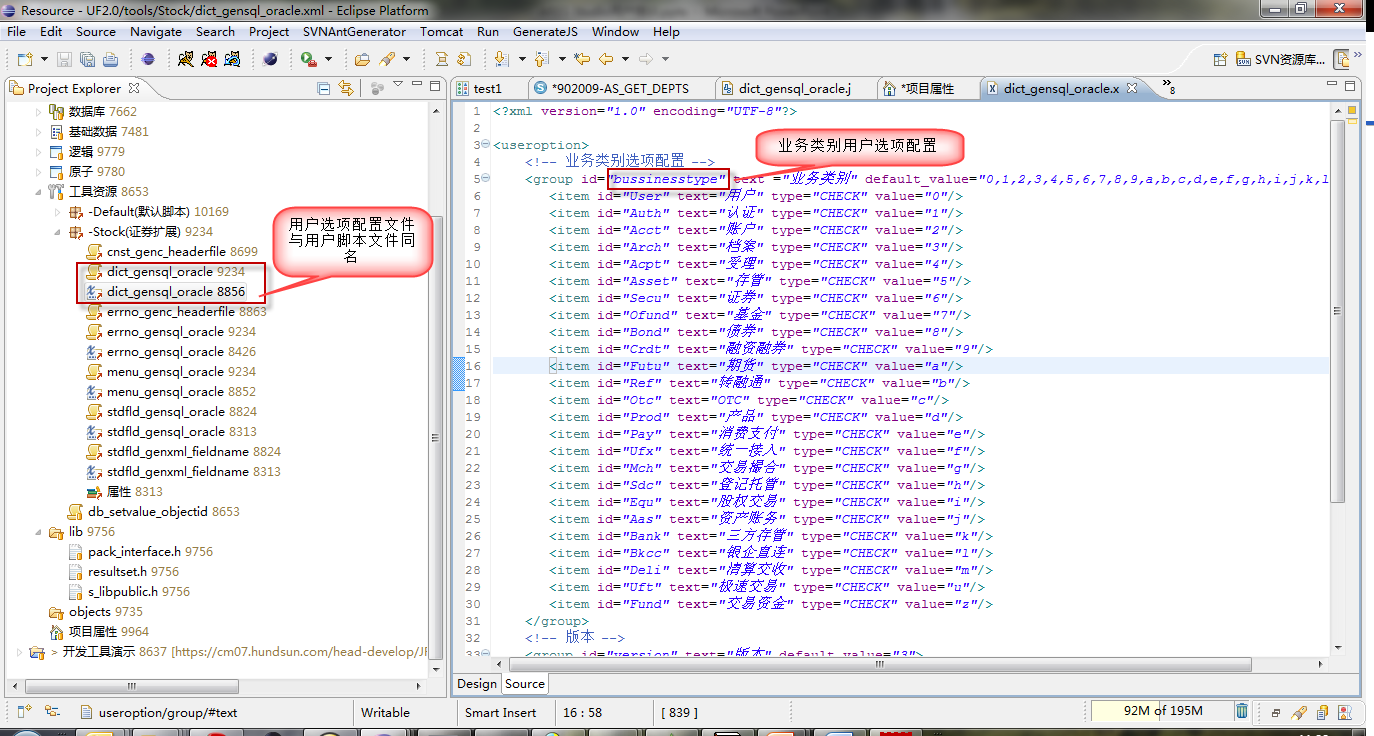 Resource - UF2.0/tools/Stock/dict_gensql_oracle.xml - Eclipse Platform
File Edit Source Navigate Search Project SVNAntGenerator Tomcat Run GenerateJS Window Help
SVN资源库...
Project Explorer
数据库 7662
基础数据 7481
逻辑 9779
原子 9780
工具资源 8653
-Default(默认脚本) 10169
-Stock(证券扩展) 9234
cnst_genc_headerfile 8699
dict_gensql_oracle 9234
dict_gensql_oracle 8856
errno_genc_headerfile 8863
errno_gensql_oracle 9234
errno_gensql_oracle 8426
menu_gensql_oracle 9234
menu_gensql_oracle 8852
stdfld_gensql_oracle 8824
stdfld_gensql_oracle 8313
stdfld_genxml_fieldname 8824
stdfld_genxml_fieldname 8313
属性 8313
db_setvalue_objectid 8653
lib 9756
pack_interface.h 9756
resultset.h 9756
s_libpublic.h 9756
objects 9735
项目属性 9964
> 开发工具演示 8637 [https://cm07.hundsun.com/head-develop/JF
用户选项配置文件
与用户脚本文件同
名
test1 *902009-AS_GET_DEPTS dict_gensql_oracle.j *项目属性 dict_gensql_oracle.x »8
业务类别用户选项配置
1 <?xml version="1.0" encoding="UTF-8"?>
2
3 <useroption>
4 <!-- 业务类别选项配置 -->
5 <group id="bussinesstype" text ="业务类别" default_value="0,1,2,3,4,5,6,7,8,9,a,b,c,d,e,f,g,h,i,j,k,l
6 <item id="User" text="用户" type="CHECK" value="0"/>
7 <item id="Auth" text="认证" type="CHECK" value="1"/>
8 <item id="Acct" text="账户" type="CHECK" value="2"/>
9 <item id="Arch" text="档案" type="CHECK" value="3"/>
10 <item id="Acpt" text="受理" type="CHECK" value="4"/>
11 <item id="Asset" text="存管" type="CHECK" value="5"/>
12 <item id="Secu" text="证券" type="CHECK" value="6"/>
13 <item id="Ofund" text="基金" type="CHECK" value="7"/>
14 <item id="Bond" text="债券" type="CHECK" value="8"/>
15 <item id="Crdt" text="融资融券" type="CHECK" value="9"/>
16 <item id="Futu" text="期货" type="CHECK" value="a"/>
17 <item id="Ref" text="转融通" type="CHECK" value="b"/>
18 <item id="Otc" text="OTC" type="CHECK" value="c"/>
19 <item id="Prod" text="产品" type="CHECK" value="d"/>
20 <item id="Pay" text="消费支付" type="CHECK" value="e"/>
21 <item id="Ufx" text="统一接入" type="CHECK" value="f"/>
22 <item id="Mch" text="交易撮合" type="CHECK" value="g"/>
23 <item id="Sdc" text="登记托管" type="CHECK" value="h"/>
24 <item id="Equ" text="股权交易" type="CHECK" value="i"/>
25 <item id="Aas" text="资产账务" type="CHECK" value="j"/>
26 <item id="Bank" text="三方存管" type="CHECK" value="k"/>
27 <item id="Bkcc" text="银企直连" type="CHECK" value="l"/>
28 <item id="Deli" text="清算交收" type="CHECK" value="m"/>
29 <item id="Uft" text="极速交易" type="CHECK" value="u"/>
30 <item id="Fund" text="交易资金" type="CHECK" value="z"/>
31 </group>
32 <!-- 版本 -->
33 <group id="version" text="版本" default_value="3">
Design Source
useroption/group/#text Writable Smart Insert 16 : 58 [ 839 ] 92M of 195M